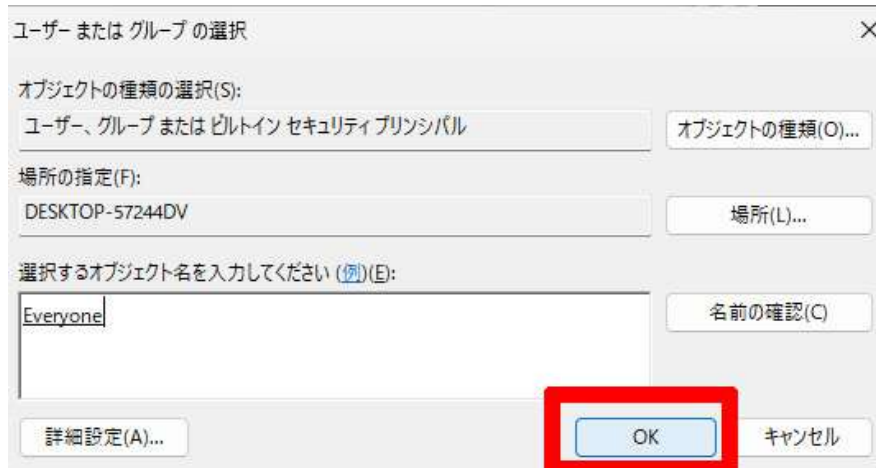 ユーザー または グループ の選択
オブジェクトの種類の選択(S):
ユーザー、グループ または ビルトイン セキュリティ プリンシパル
オブジェクトの種類(O)...
場所の指定(F):
DESKTOP-57244DV
場所(L)...
選択するオブジェクト名を入力してください (例)(E):
Everyone
名前の確認(C)
詳細設定(A)...
OK
キャンセル